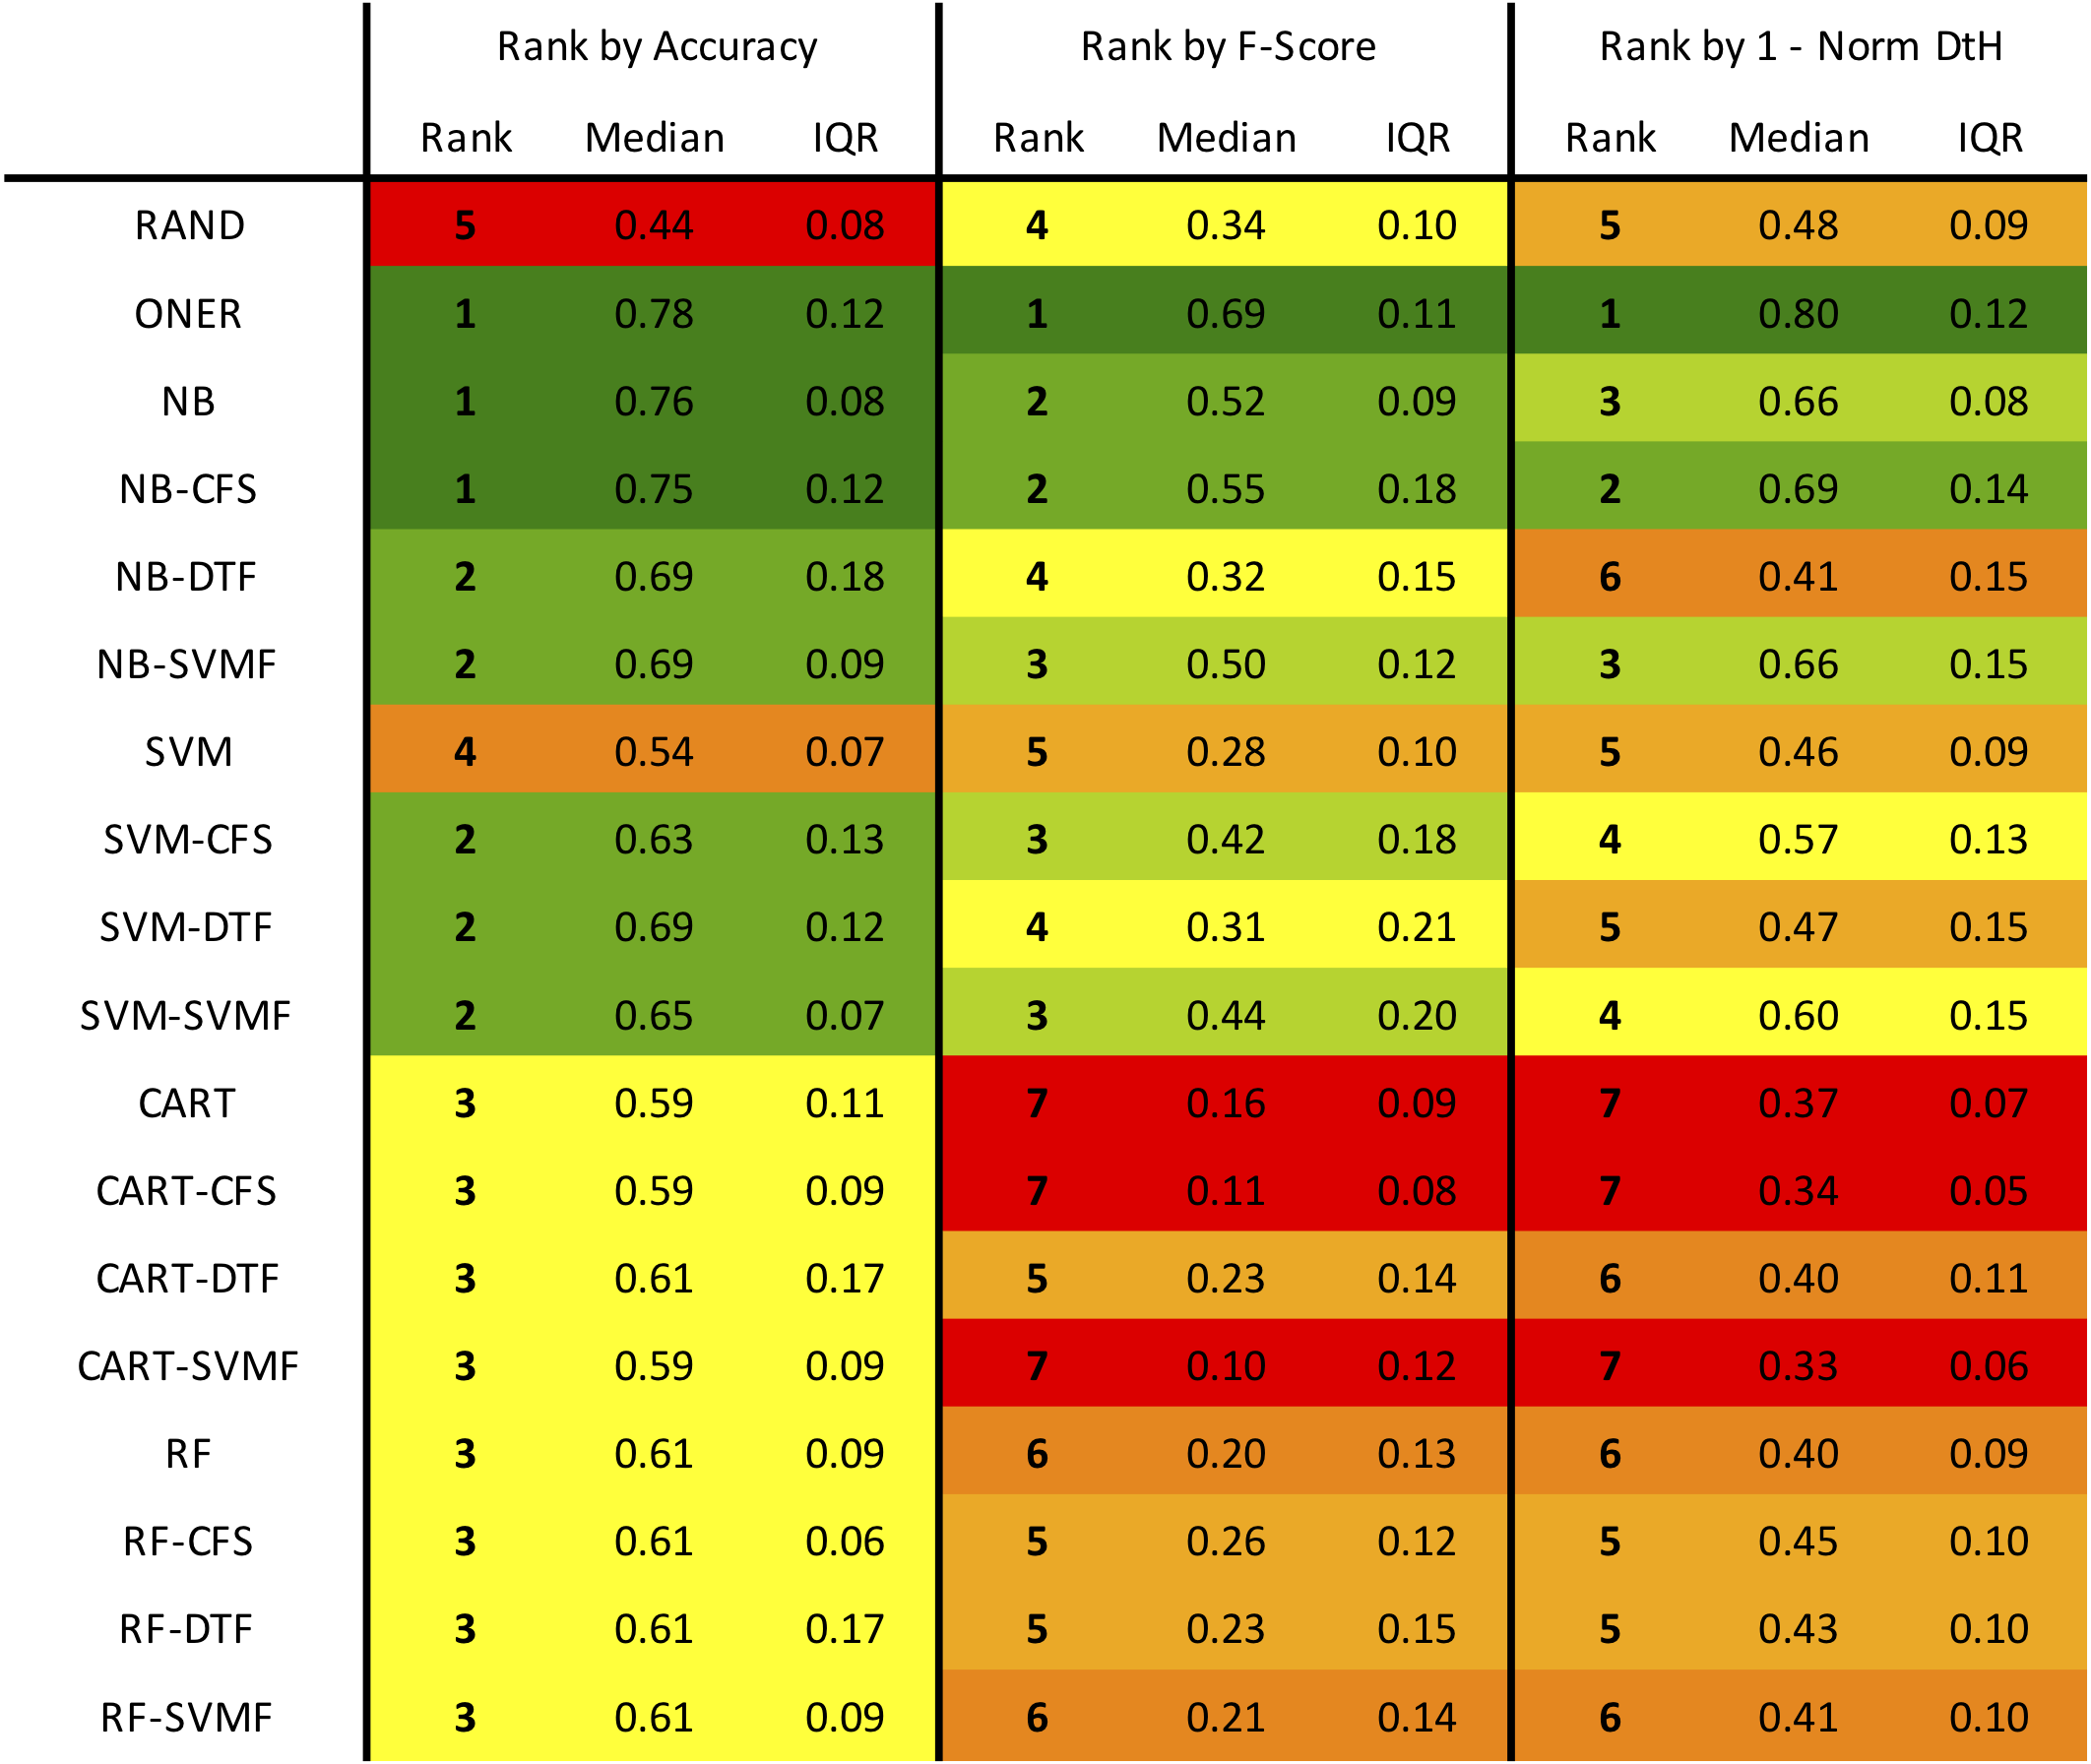 Rank by Accuracy Rank by F-Score Rank by 1 - Norm DtH
Rank Median IQR Rank Median IQR Rank Median IQR
RAND 5 0.44 0.08 4 0.34 0.10 5 0.48 0.09
ONER 1 0.78 0.12 1 0.69 0.11 1 0.80 0.12
NB 1 0.76 0.08 2 0.52 0.09 3 0.66 0.08
NB-CFS 1 0.75 0.12 2 0.55 0.18 2 0.69 0.14
NB-DTF 2 0.69 0.18 4 0.32 0.15 6 0.41 0.15
NB-SVMF 2 0.69 0.09 3 0.50 0.12 3 0.66 0.15
SVM 4 0.54 0.07 5 0.28 0.10 5 0.46 0.09
SVM-CFS 2 0.63 0.13 3 0.42 0.18 4 0.57 0.13
SVM-DTF 2 0.69 0.12 4 0.31 0.21 5 0.47 0.15
SVM-SVMF 2 0.65 0.07 3 0.44 0.20 4 0.60 0.15
CART 3 0.59 0.11 7 0.16 0.09 7 0.37 0.07
CART-CFS 3 0.59 0.09 7 0.11 0.08 7 0.34 0.05
CART-DTF 3 0.61 0.17 5 0.23 0.14 6 0.40 0.11
CART-SVMF 3 0.59 0.09 7 0.10 0.12 7 0.33 0.06
RF 3 0.61 0.09 6 0.20 0.13 6 0.40 0.09
RF-CFS 3 0.61 0.06 5 0.26 0.12 5 0.45 0.10
RF-DTF 3 0.61 0.17 5 0.23 0.15 5 0.43 0.10
RF-SVMF 3 0.61 0.09 6 0.21 0.14 6 0.41 0.10